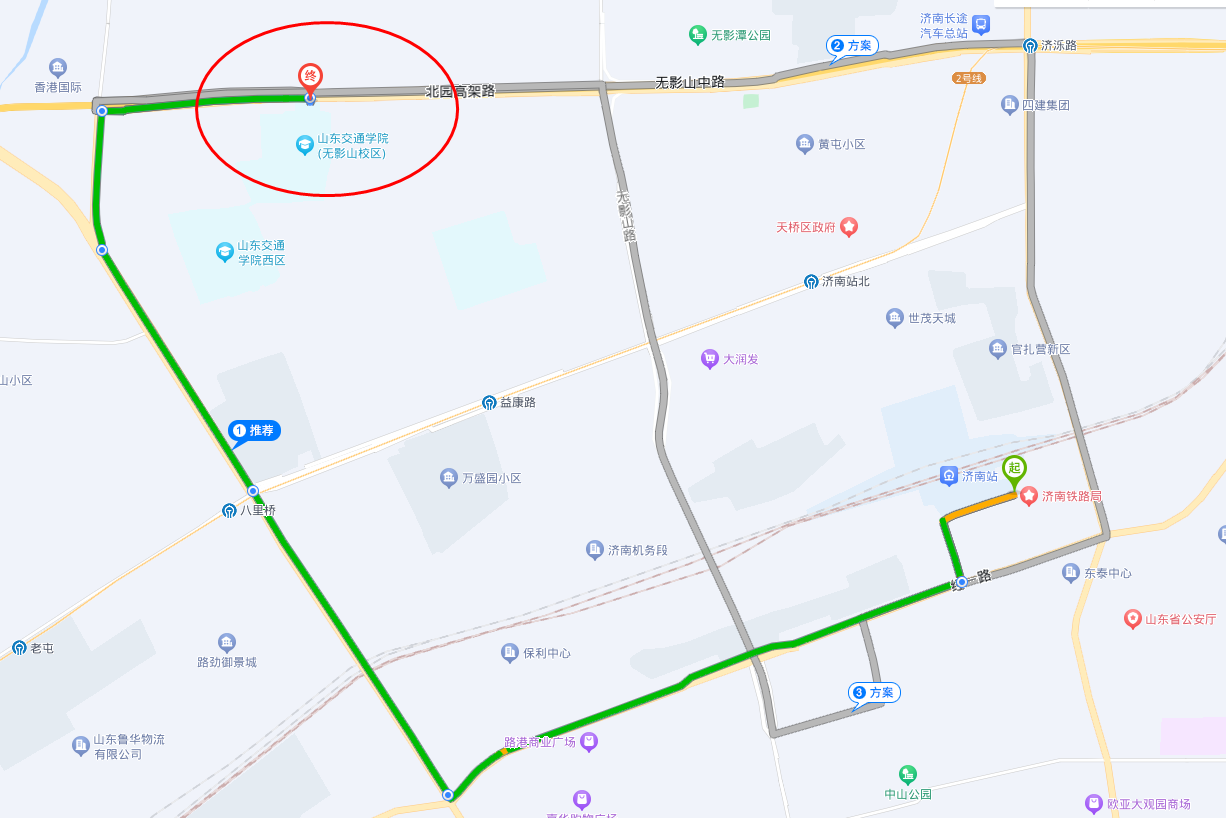 济南长途
汽车总站
无影潭公园
2 方案
济泺路
香港国际
终
无影山中路
2号线
北园高架路
四建集团
山东交通学院
(无影山校区)
黄屯小区
无影山路
天桥区政府
山东交通
学院西区
济南站北
世茂天城
官扎营新区
大润发
山小区
益康路
1 推荐
起
万盛园小区
济南站
济南铁路局
八里桥
济南机务段
经一路
东泰中心
山东省公安厅
老屯
路劲御景城
保利中心
3 方案
山东鲁华物流
有限公司
路港商业广场
中山公园
嘉华购物广场
欧亚大观园商场